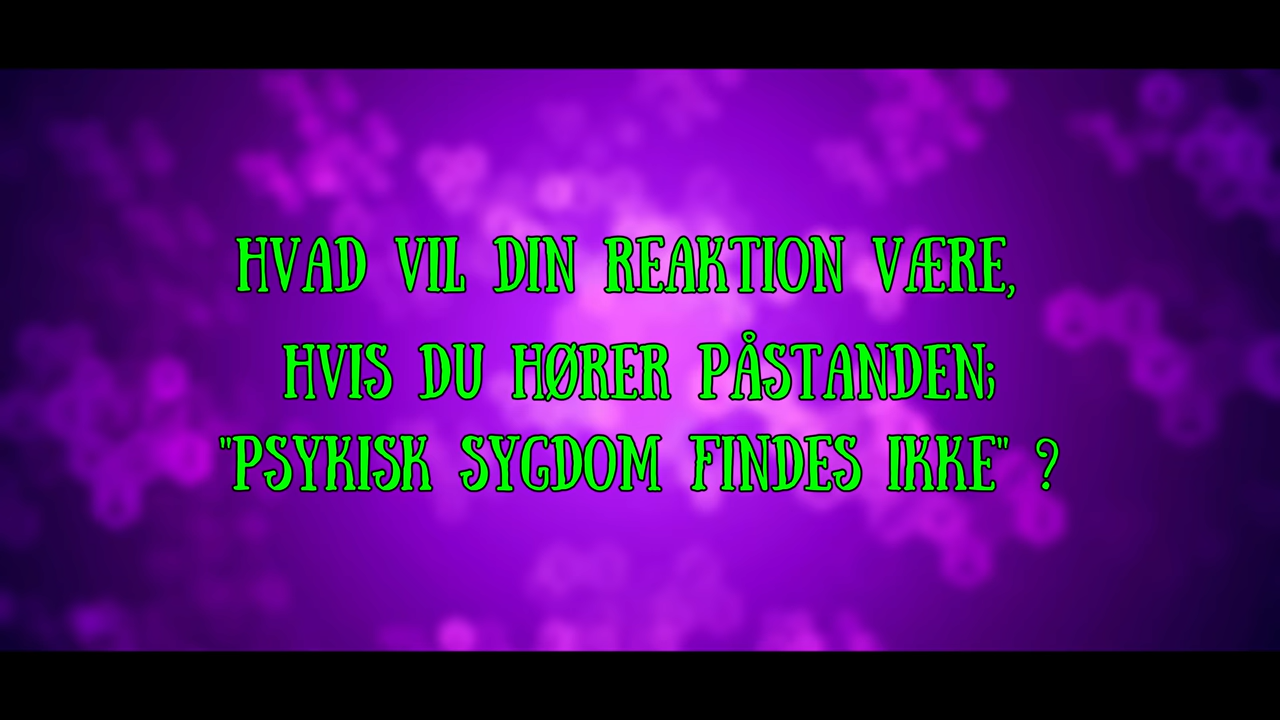 HVAD VIL DIN REAKTION VÆRE,
HVIS DU HØRER PÅSTANDEN;
"PSYKISK SYGDOM FINDES IKKE" ?